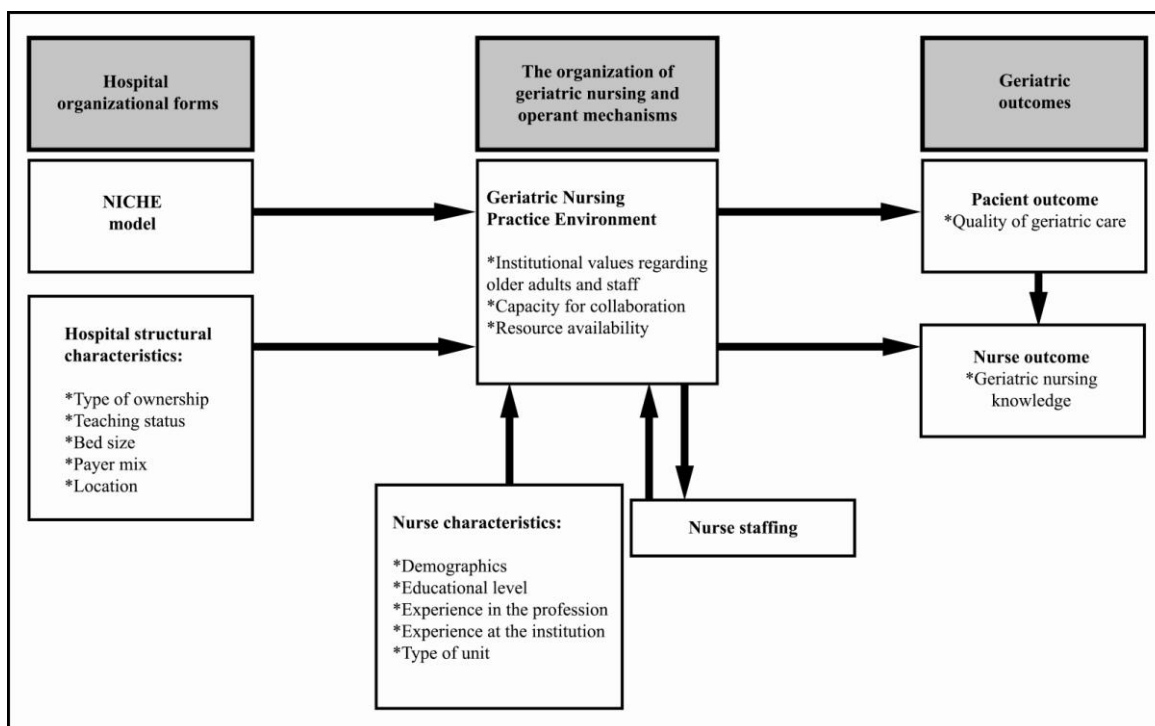 Hospital
organizational forms
The organization of
geriatric nursing and
operant mechanisms
Geriatric
outcomes
NICHE
model
Geriatric Nursing
Practice Environment
*Institutional values regarding
older adults and staff
*Capacity for collaboration
*Resource availability
Pacient outcome
*Quality of geriatric care
Hospital structural
characteristics:
*Type of ownership
*Teaching status
*Bed size
*Payer mix
*Location
Nurse outcome
*Geriatric nursing
knowledge
Nurse characteristics:
*Demographics
*Educational level
*Experience in the profession
*Experience at the institution
*Type of unit
Nurse staffing